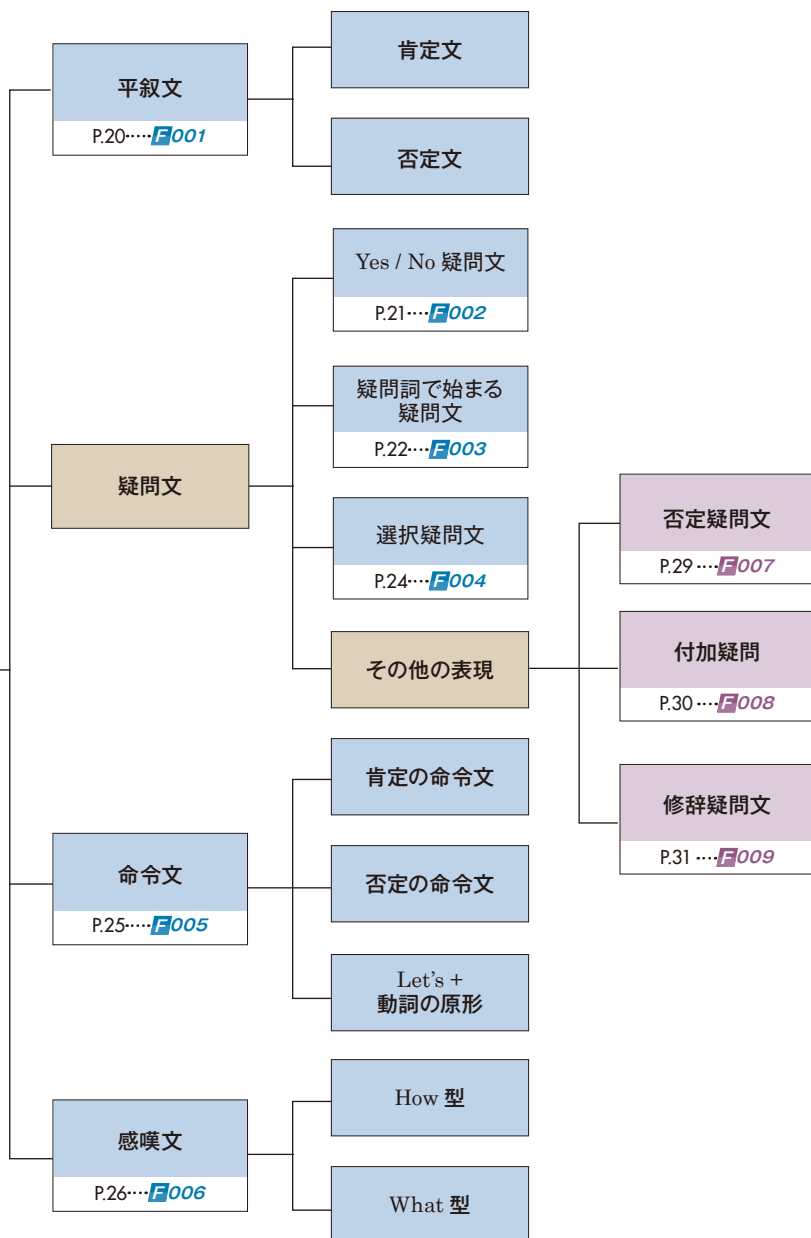 平叙文
P.20‥‥F001
肯定文
否定文
疑問文
Yes / No 疑問文
P.21‥‥F002
疑問詞で始まる
疑問文
P.22‥‥F003
選択疑問文
P.24‥‥F004
その他の表現
否定疑問文
P.29‥‥F007
付加疑問
P.30‥‥F008
修辞疑問文
P.31‥‥F009
命令文
P.25‥‥F005
肯定の命令文
否定の命令文
Let's +
動詞の原形
感嘆文
P.26‥‥F006
How 型
What 型